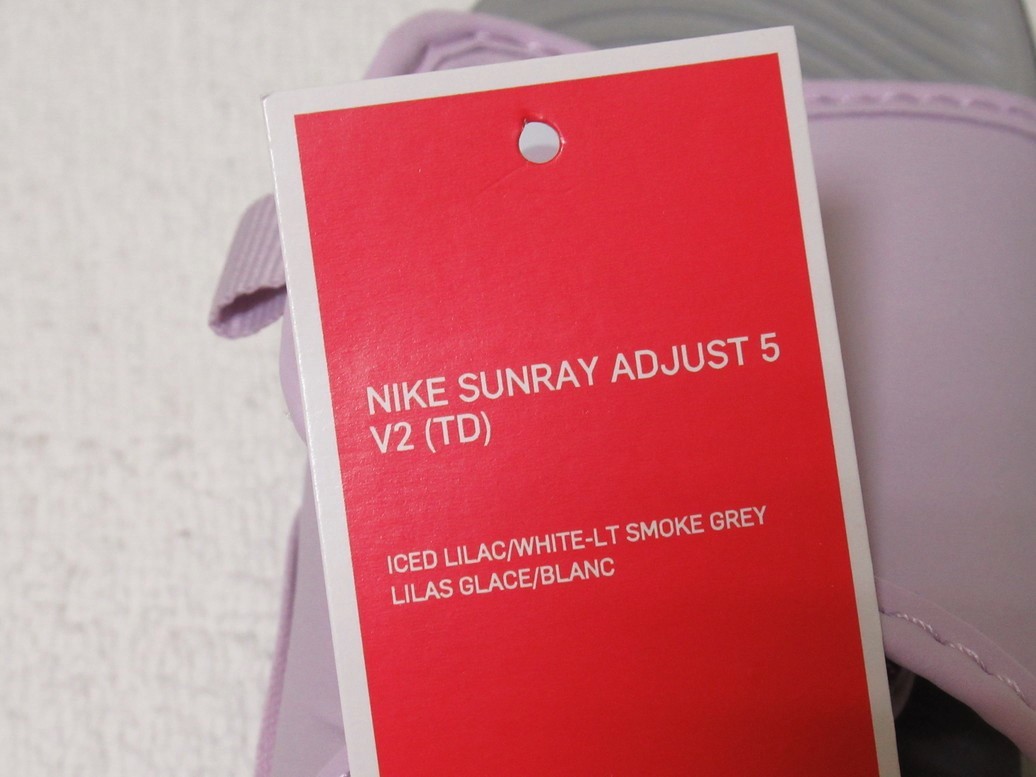 NIKE SUNRAY ADJUST 5
V2 (TD)
ICED LILAC/WHITE-LT SMOKE GREY
LILAS GLACE/BLANC